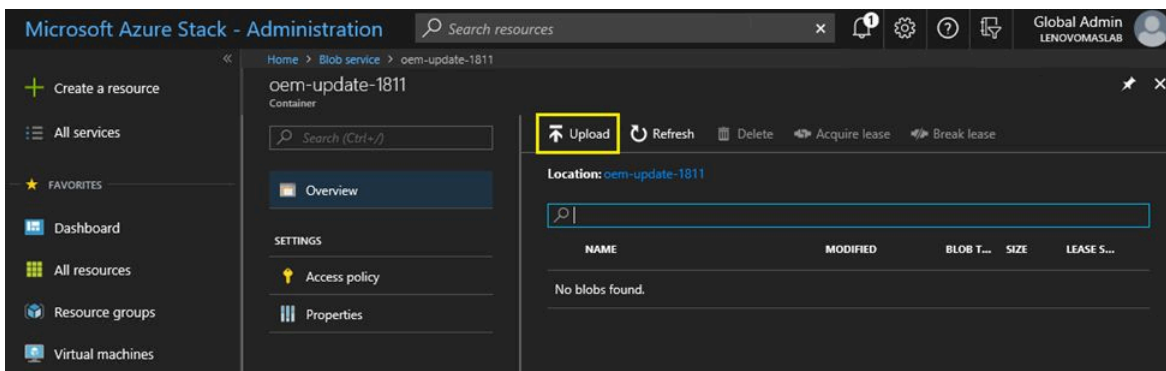 Microsoft Azure Stack - Administration
Search resources
1
Global Admin
LENOVOMASLAB
Create a resource
All services
FAVORITES
Dashboard
All resources
Resource groups
Virtual machines
Home > Blob service > oem-update-1811
oem-update-1811
Container
Search (Ctrl+/)
Overview
SETTINGS
Access policy
Properties
Upload Refresh Delete Acquire lease Break lease
Location: oem-update-1811
NAME MODIFIED BLOB T... SIZE LEASE S...
No blobs found.